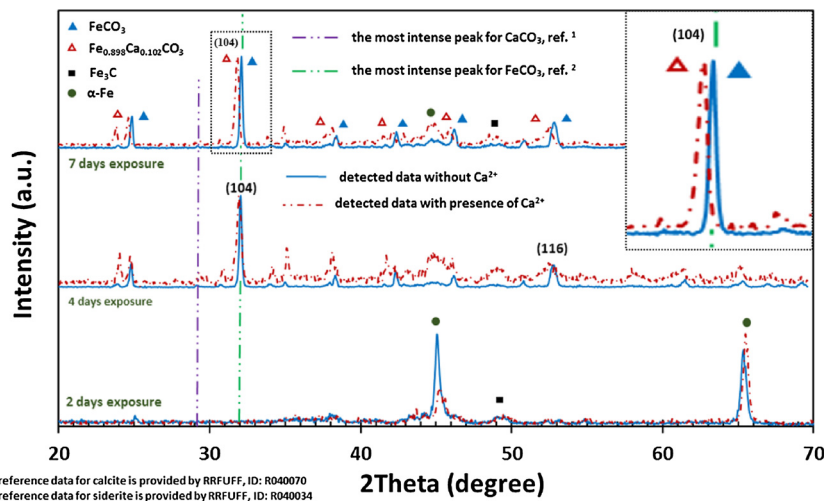 FeCO₃
Fe₀.₈₉₈Ca₀.₁₀₂CO₃
Fe₃C
α-Fe
the most intense peak for CaCO₃, ref. ¹
the most intense peak for FeCO₃, ref. ²
(104)
(104)
7 days exposure
detected data without Ca²⁺
detected data with presence of Ca²⁺
(104)
(116)
4 days exposure
2 days exposure
Intensity (a.u.)
20 30 40 50 60 70
2Theta (degree)
reference data for calcite is provided by RRFUFF, ID: R040070
reference data for siderite is provided by RRFUFF, ID: R040034